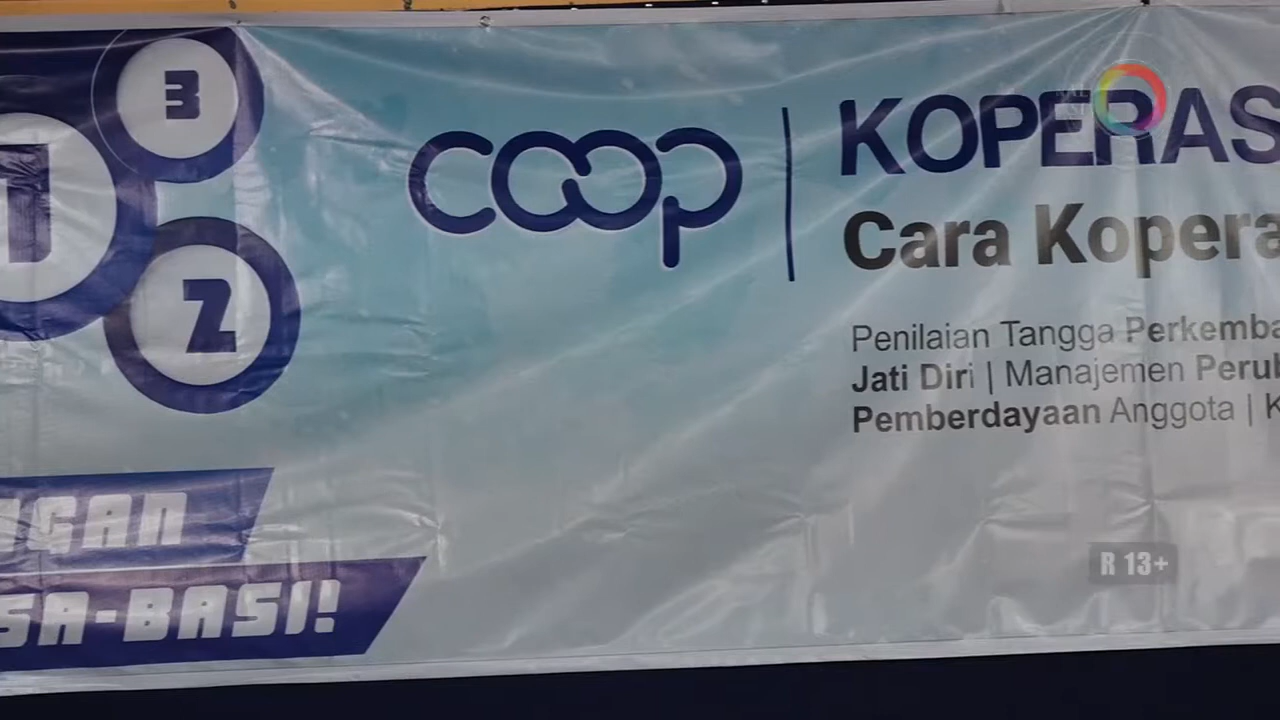 3
1
2
coop
KOPERAS
Cara Kopera
Penilaian Tangga Perkemba
Jati Diri | Manajemen Perub
Pemberdayaan Anggota | K
NGAN
SA-BASI!
R 13+